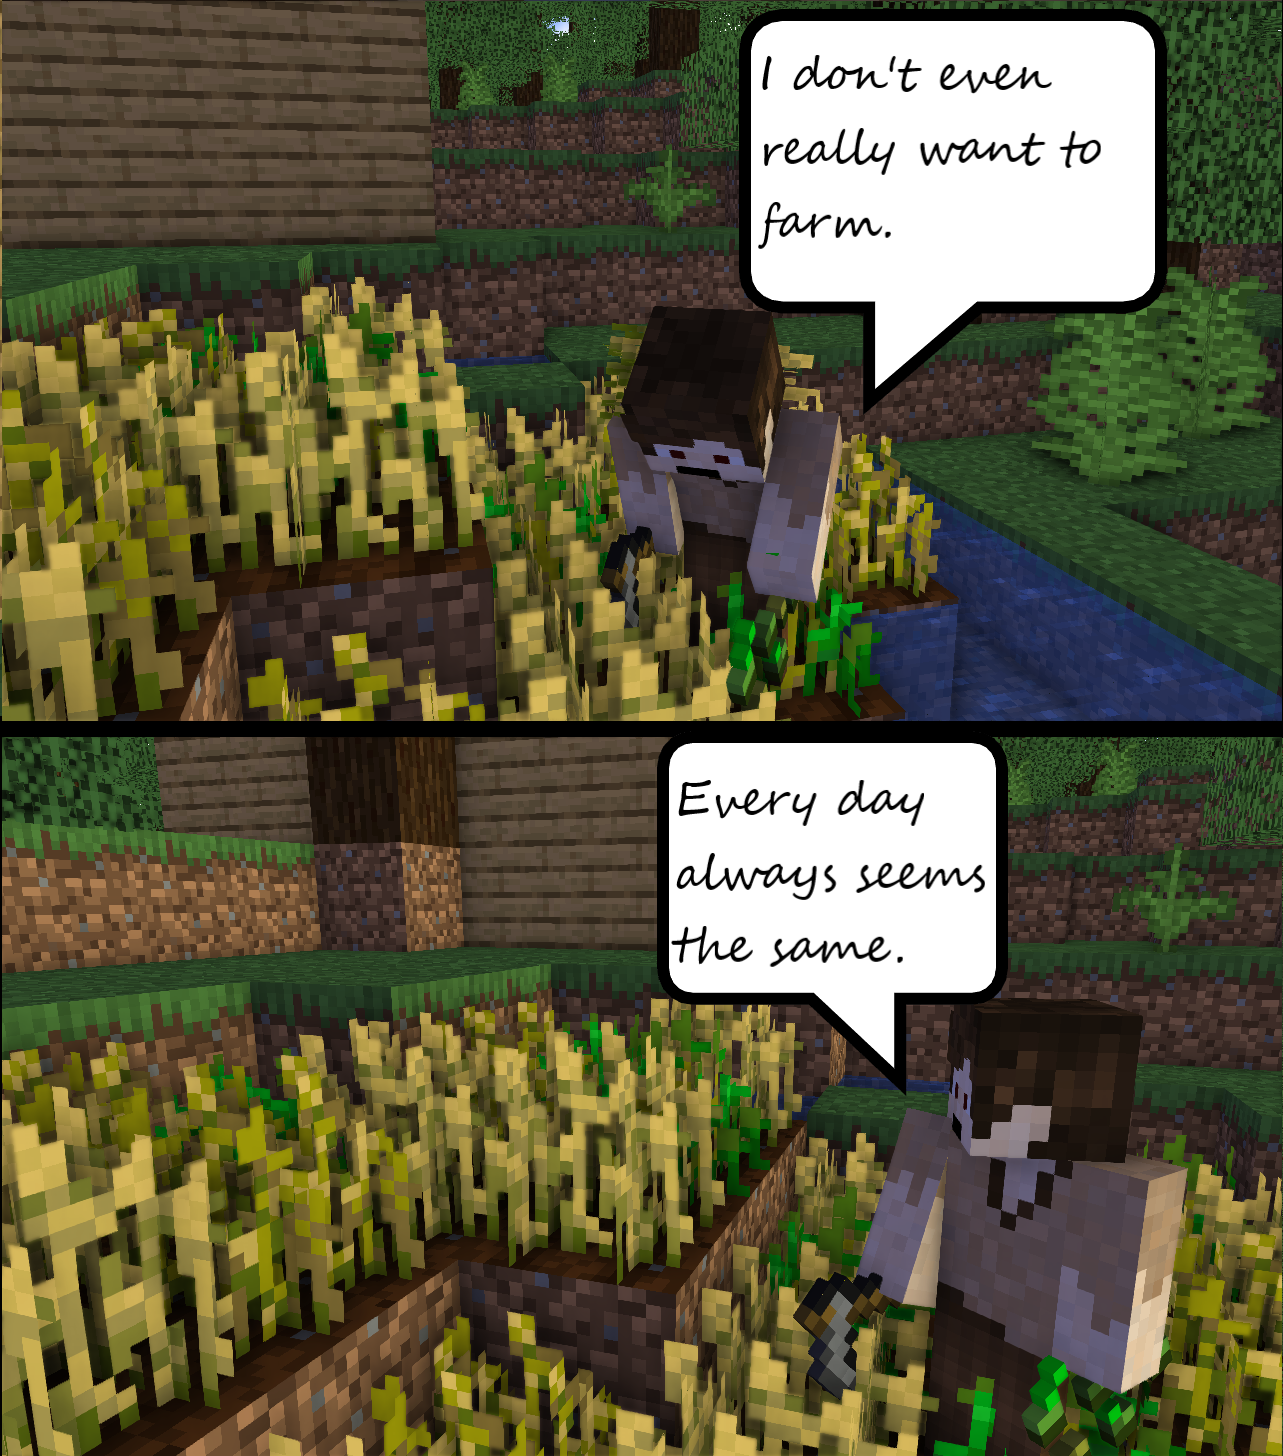 I don't even
really want to
farm.
Every day
always seems
the same.